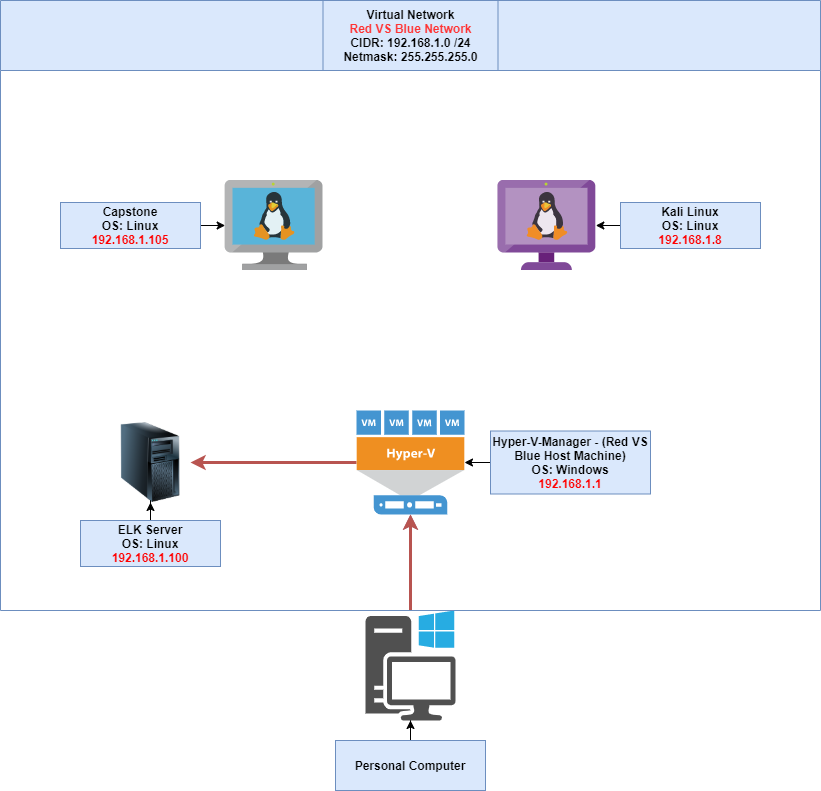 Virtual Network
Red VS Blue Network
CIDR: 192.168.1.0 /24
Netmask: 255.255.255.0
Capstone
OS: Linux
192.168.1.105
Kali Linux
OS: Linux
192.168.1.8
VM VM VM VM
Hyper-V
Hyper-V-Manager - (Red VS
Blue Host Machine)
OS: Windows
192.168.1.1
ELK Server
OS: Linux
192.168.1.100
Personal Computer